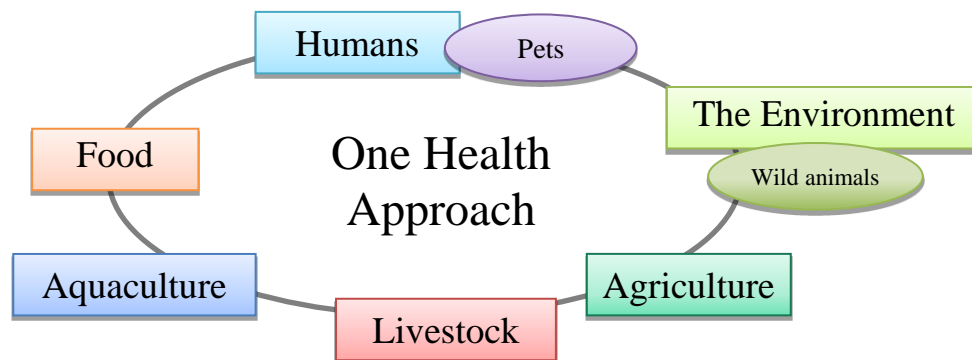 Humans
Pets
The Environment
Food
One Health
Approach
Wild animals
Aquaculture
Agriculture
Livestock